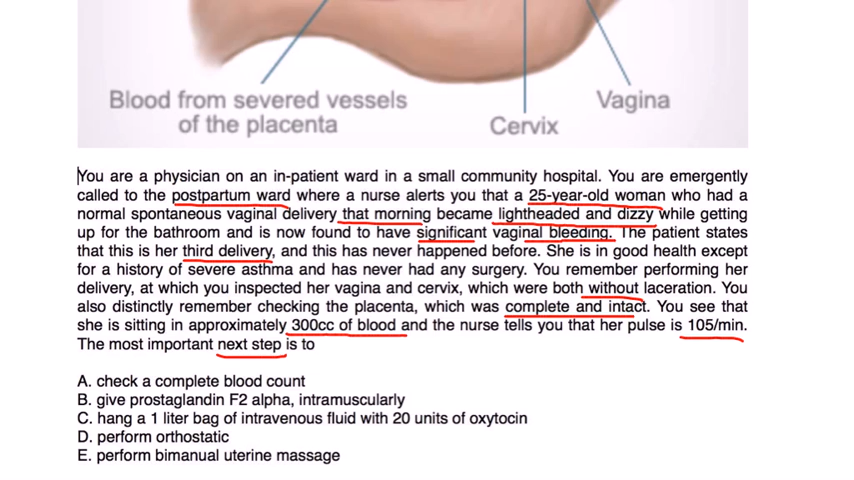 Blood from severed vessels
of the placenta
Cervix
Vagina
You are a physician on an in-patient ward in a small community hospital. You are emergently
called to the postpartum ward where a nurse alerts you that a 25-year-old woman who had a
normal spontaneous vaginal delivery that morning became lightheaded and dizzy while getting
up for the bathroom and is now found to have significant vaginal bleeding. The patient states
that this is her third delivery, and this has never happened before. She is in good health except
for a history of severe asthma and has never had any surgery. You remember performing her
delivery, at which you inspected her vagina and cervix, which were both without laceration. You
also distinctly remember checking the placenta, which was complete and intact. You see that
she is sitting in approximately 300cc of blood and the nurse tells you that her pulse is 105/min.
The most important next step is to
A. check a complete blood count
B. give prostaglandin F2 alpha, intramuscularly
C. hang a 1 liter bag of intravenous fluid with 20 units of oxytocin
D. perform orthostatic
E. perform bimanual uterine massage